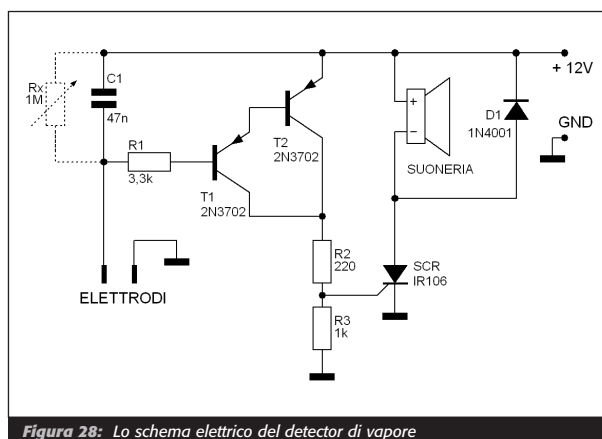 Rx
1M
C1
47n
R1
3,3k
T1
2N3702
T2
2N3702
R2
220
R3
1k
ELETTRODI
+
−
SUONERIA
SCR
IR106
D1
1N4001
+ 12V
GND
Figura 28: Lo schema elettrico del detector di vapore